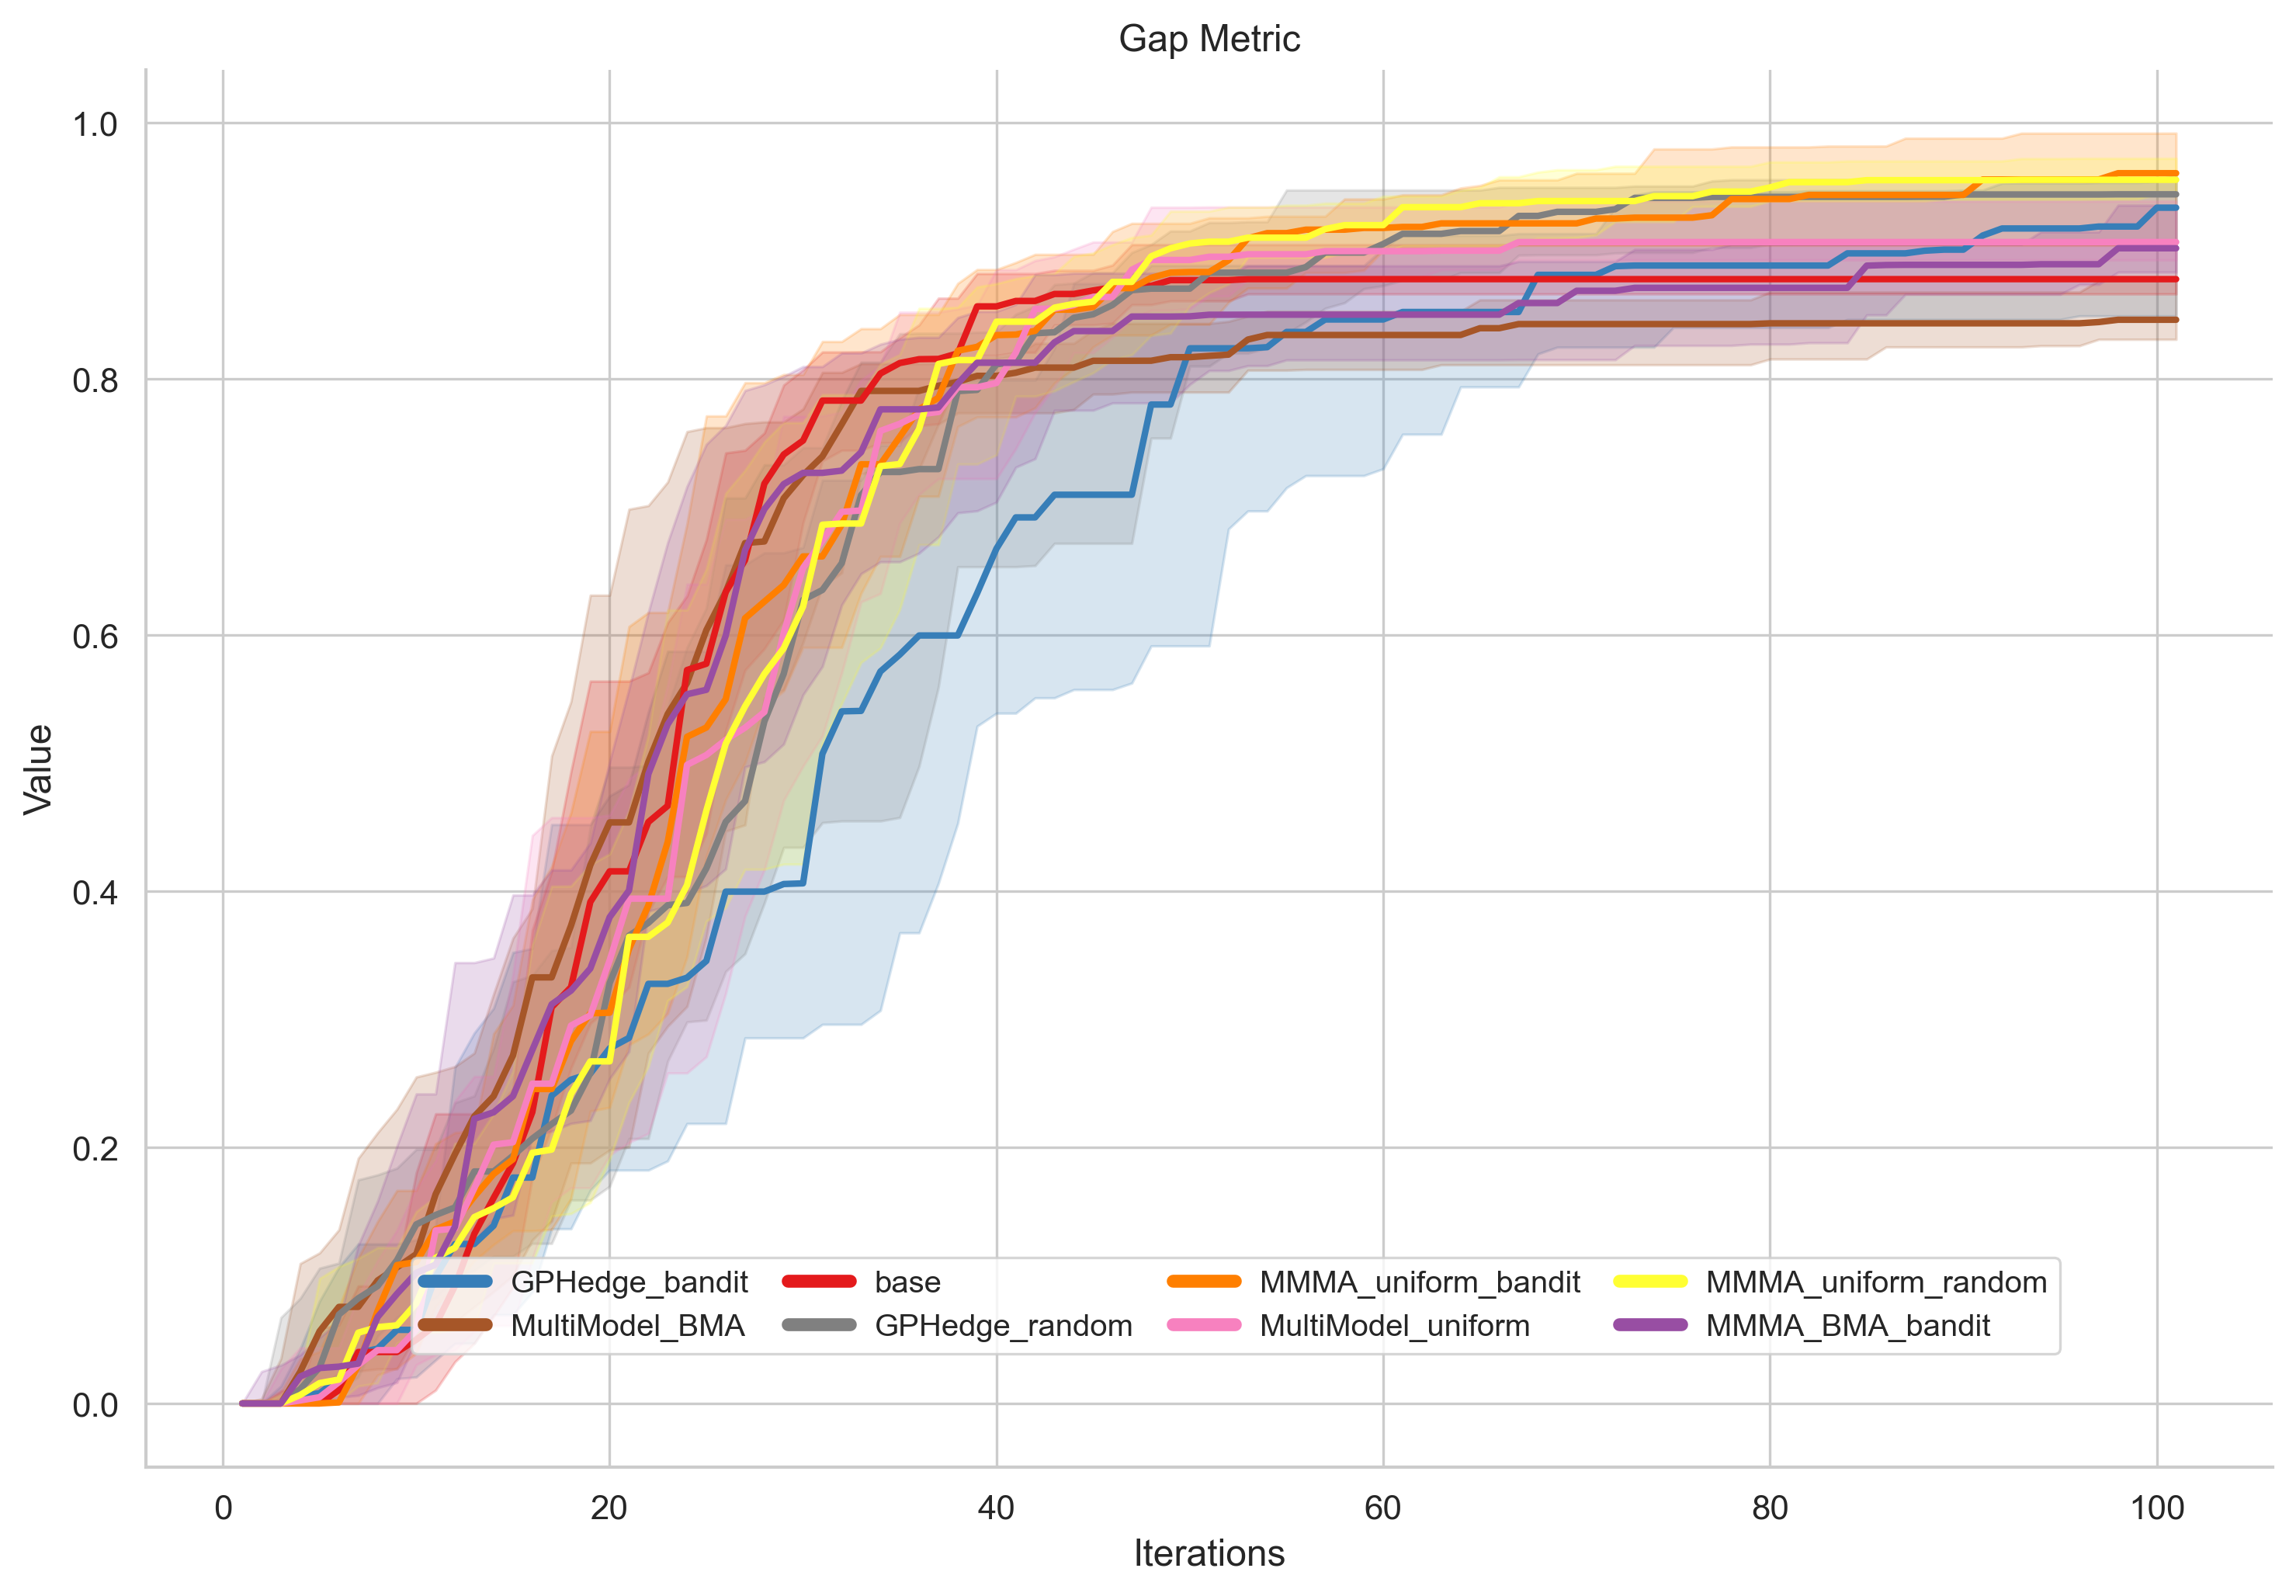 Gap Metric
1.0
0.8
0.6
0.4
0.2
0.0
Value
GPHedge_bandit base MMMA_uniform_bandit MMMA_uniform_random
MultiModel_BMA GPHedge_random MultiModel_uniform MMMA_BMA_bandit
0 20 40 60 80 100
Iterations